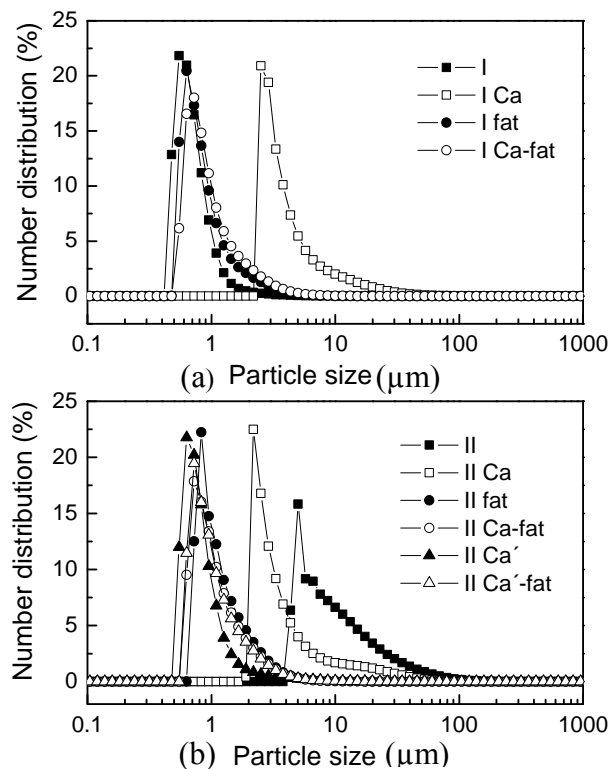 25
20
15
10
5
0
Number distribution (%)
I
I Ca
I fat
I Ca-fat
0.1 1 10 100 1000
(a) Particle size (µm)
25
20
15
10
5
0
Number distribution (%)
II
II Ca
II fat
II Ca-fat
II Ca´
II Ca´-fat
0.1 1 10 100 1000
(b) Particle size (µm)